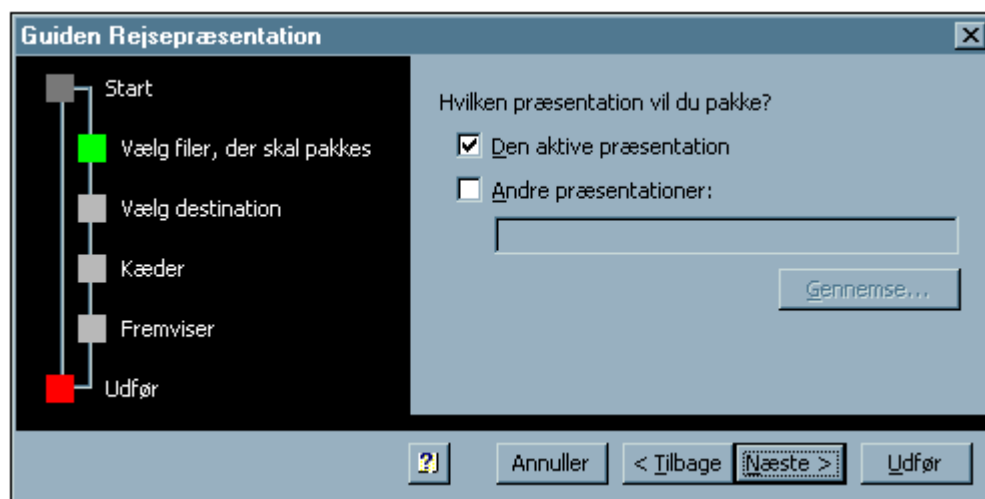 Guiden Rejsepræsentation
Start
Vælg filer, der skal pakkes
Vælg destination
Kæder
Fremviser
Udfør
Hvilken præsentation vil du pakke?
Den aktive præsentation
Andre præsentationer:
Gennemse...
Annuller
< Tilbage
Næste >
Udfør